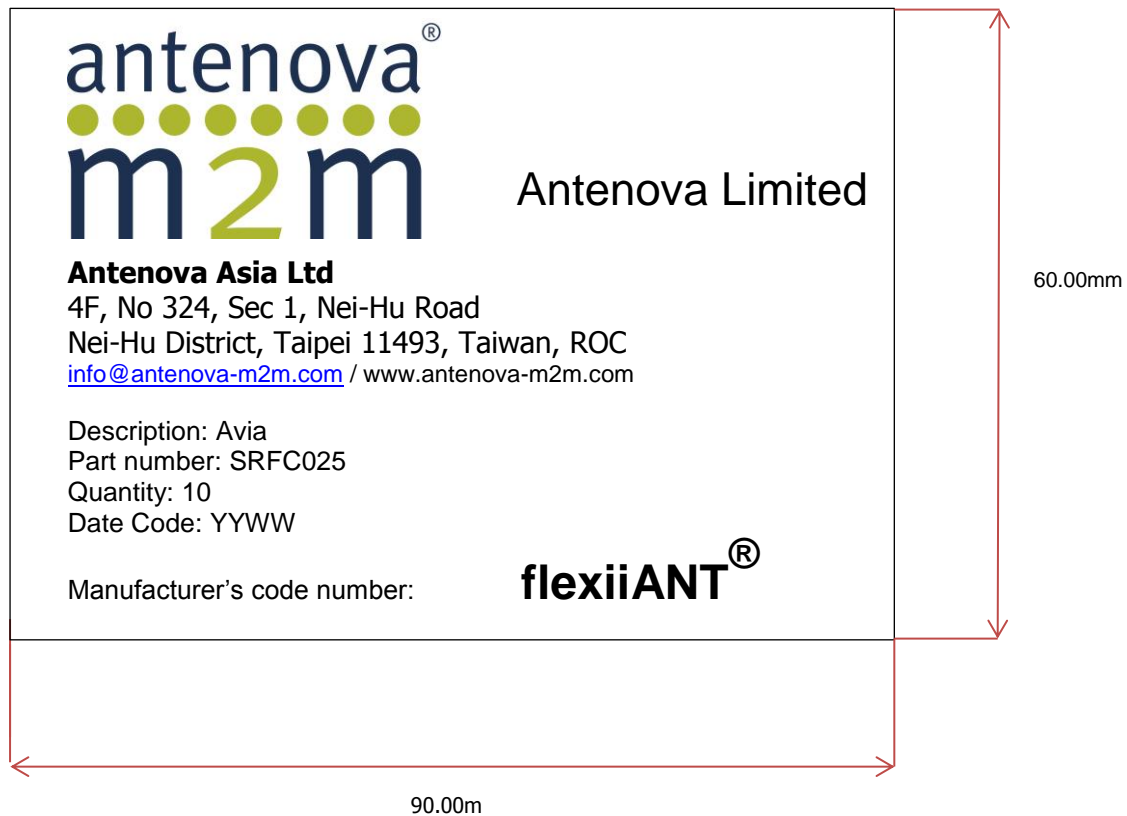 antenova®
m2m
Antenova Limited
Antenova Asia Ltd
4F, No 324, Sec 1, Nei-Hu Road
Nei-Hu District, Taipei 11493, Taiwan, ROC
info@antenova-m2m.com / www.antenova-m2m.com
Description: Avia
Part number: SRFC025
Quantity: 10
Date Code: YYWW
Manufacturer’s code number:
flexiiANT®
60.00mm
90.00m